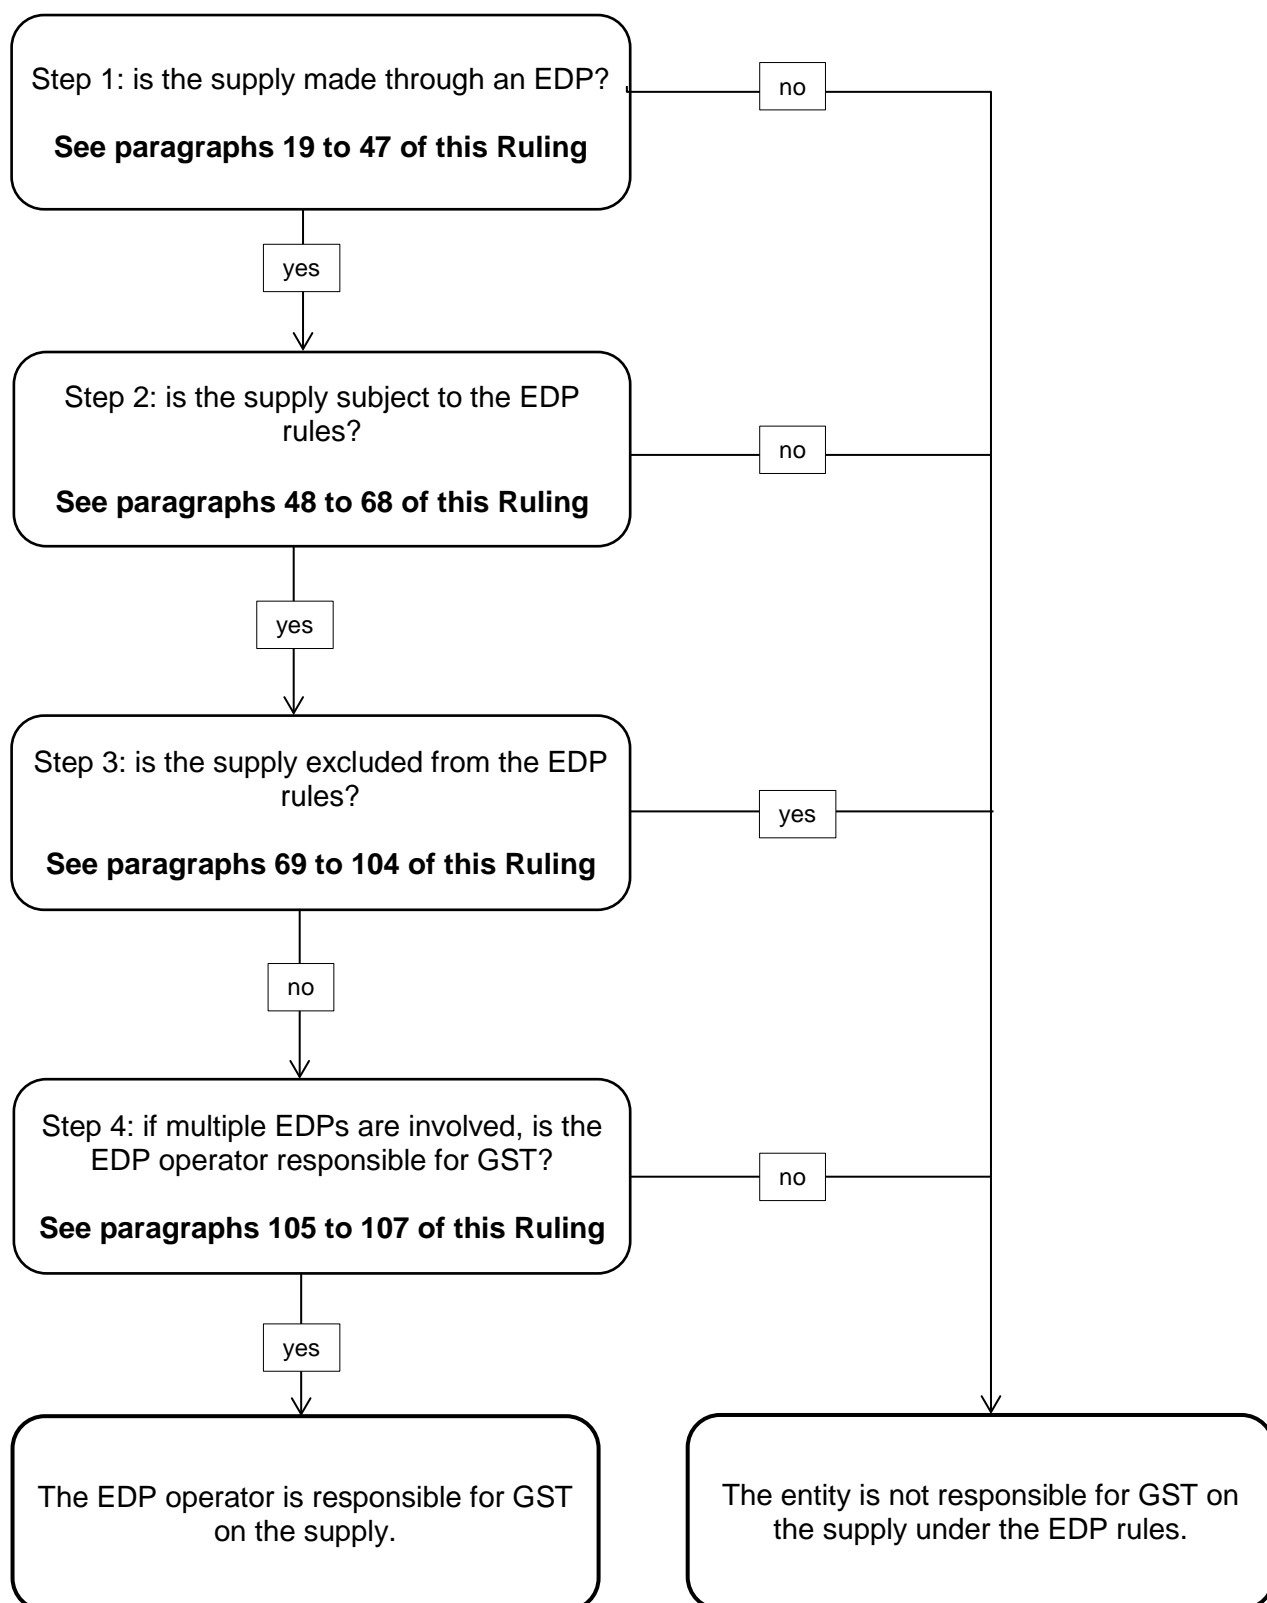 Step 1: is the supply made through an EDP?
no
See paragraphs 19 to 47 of this Ruling
yes
Step 2: is the supply subject to the EDP
rules?
no
See paragraphs 48 to 68 of this Ruling
yes
Step 3: is the supply excluded from the EDP
rules?
yes
See paragraphs 69 to 104 of this Ruling
no
Step 4: if multiple EDPs are involved, is the
EDP operator responsible for GST?
no
See paragraphs 105 to 107 of this Ruling
yes
The EDP operator is responsible for GST
on the supply.
The entity is not responsible for GST on
the supply under the EDP rules.